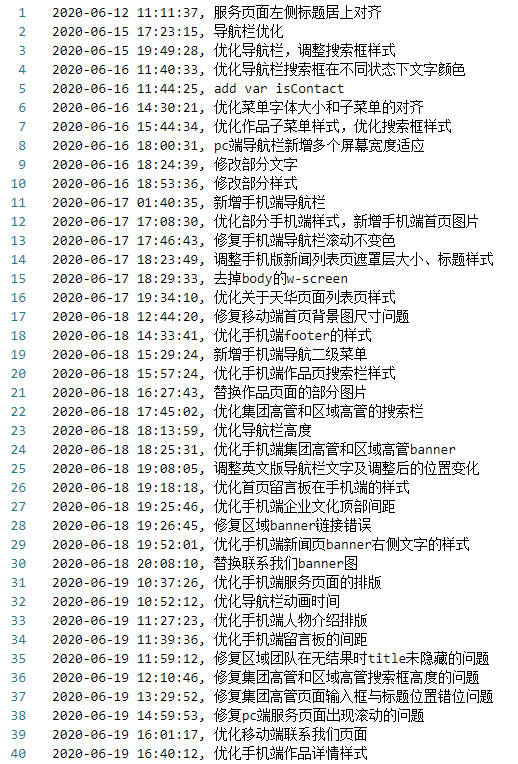 1 2020-06-12 11:11:37, 服务页面左侧标题居上对齐
2 2020-06-15 17:23:15, 导航栏优化
3 2020-06-15 19:49:28, 优化导航栏，调整搜索框样式
4 2020-06-16 11:40:33, 优化导航栏搜索框在不同状态下文字颜色
5 2020-06-16 11:44:25, add var isContact
6 2020-06-16 14:30:21, 优化菜单字体大小和子菜单的对齐
7 2020-06-16 15:44:34, 优化作品子菜单样式，优化搜索框样式
8 2020-06-16 18:00:31, pc端导航栏新增多个屏幕宽度适应
9 2020-06-16 18:24:39, 修改部分文字
10 2020-06-16 18:53:36, 修改部分样式
11 2020-06-17 01:40:35, 新增手机端导航栏
12 2020-06-17 17:08:30, 优化部分手机端样式，新增手机端首页图片
13 2020-06-17 17:46:43, 修复手机端导航栏滚动不变色
14 2020-06-17 18:23:49, 调整手机版新闻列表页遮罩层大小、标题样式
15 2020-06-17 18:29:33, 去掉body的w-screen
16 2020-06-17 19:34:10, 优化关于天华页面列表页样式
17 2020-06-18 12:44:20, 修复移动端首页背景图尺寸问题
18 2020-06-18 14:33:41, 优化手机端footer的样式
19 2020-06-18 15:29:24, 新增手机端导航二级菜单
20 2020-06-18 15:57:24, 优化手机端作品页搜索栏样式
21 2020-06-18 16:27:43, 替换作品页面的部分图片
22 2020-06-18 17:45:02, 优化集团高管和区域高管的搜索栏
23 2020-06-18 18:13:59, 优化导航栏高度
24 2020-06-18 18:25:31, 优化手机端集团高管和区域高管banner
25 2020-06-18 19:08:05, 调整英文版导航栏文字及调整后的位置变化
26 2020-06-18 19:18:18, 优化首页留言板在手机端的样式
27 2020-06-18 19:25:46, 优化手机端企业文化顶部间距
28 2020-06-18 19:26:45, 修复区域banner链接错误
29 2020-06-18 19:52:01, 优化手机端新闻页banner右侧文字的样式
30 2020-06-18 20:08:10, 替换联系我们banner图
31 2020-06-19 10:37:26, 优化手机端服务页面的排版
32 2020-06-19 10:52:12, 优化导航栏动画时间
33 2020-06-19 11:27:23, 优化手机端人物介绍排版
34 2020-06-19 11:39:36, 优化手机端留言板的间距
35 2020-06-19 11:59:12, 修复区域团队在无结果时title未隐藏的问题
36 2020-06-19 12:10:46, 修复集团高管和区域高管搜索框高度的问题
37 2020-06-19 13:29:52, 修复集团高管页面输入框与标题位置错位问题
38 2020-06-19 14:59:53, 修复pc端服务页面出现滚动的问题
39 2020-06-19 16:01:17, 优化移动端联系我们页面
40 2020-06-19 16:40:12, 优化手机端作品详情样式